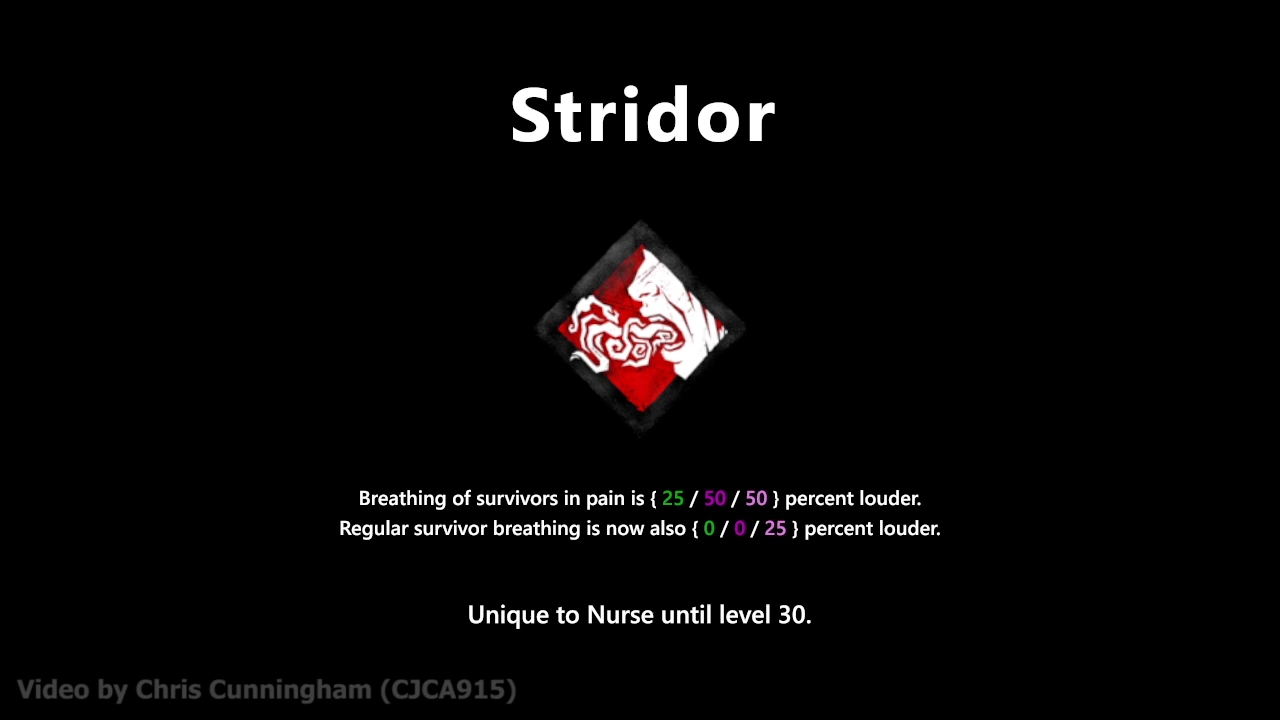 Stridor
Breathing of survivors in pain is { 25 / 50 / 50 } percent louder.
Regular survivor breathing is now also { 0 / 0 / 25 } percent louder.
Unique to Nurse until level 30.
Video by Chris Cunningham (CJCA915)